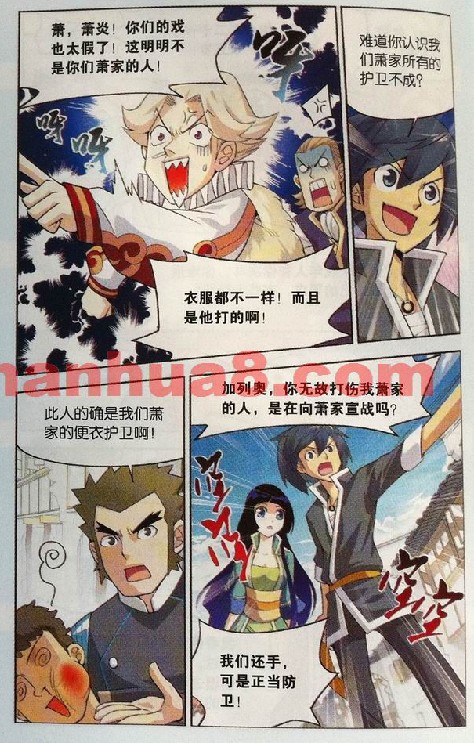 萧，萧炎！你们的戏
也太假了！这明明不
是你们萧家的人！
难道你认识我
们萧家所有的
护卫不成？
哔
哔
衣服都不一样！而且
是他打的啊！
manhua8.com
此人的确是我们萧
家的便衣护卫啊！
加列奥，你无故打伤我萧家
的人，是在向萧家宣战吗？
我们还手，
可是正当防
卫！